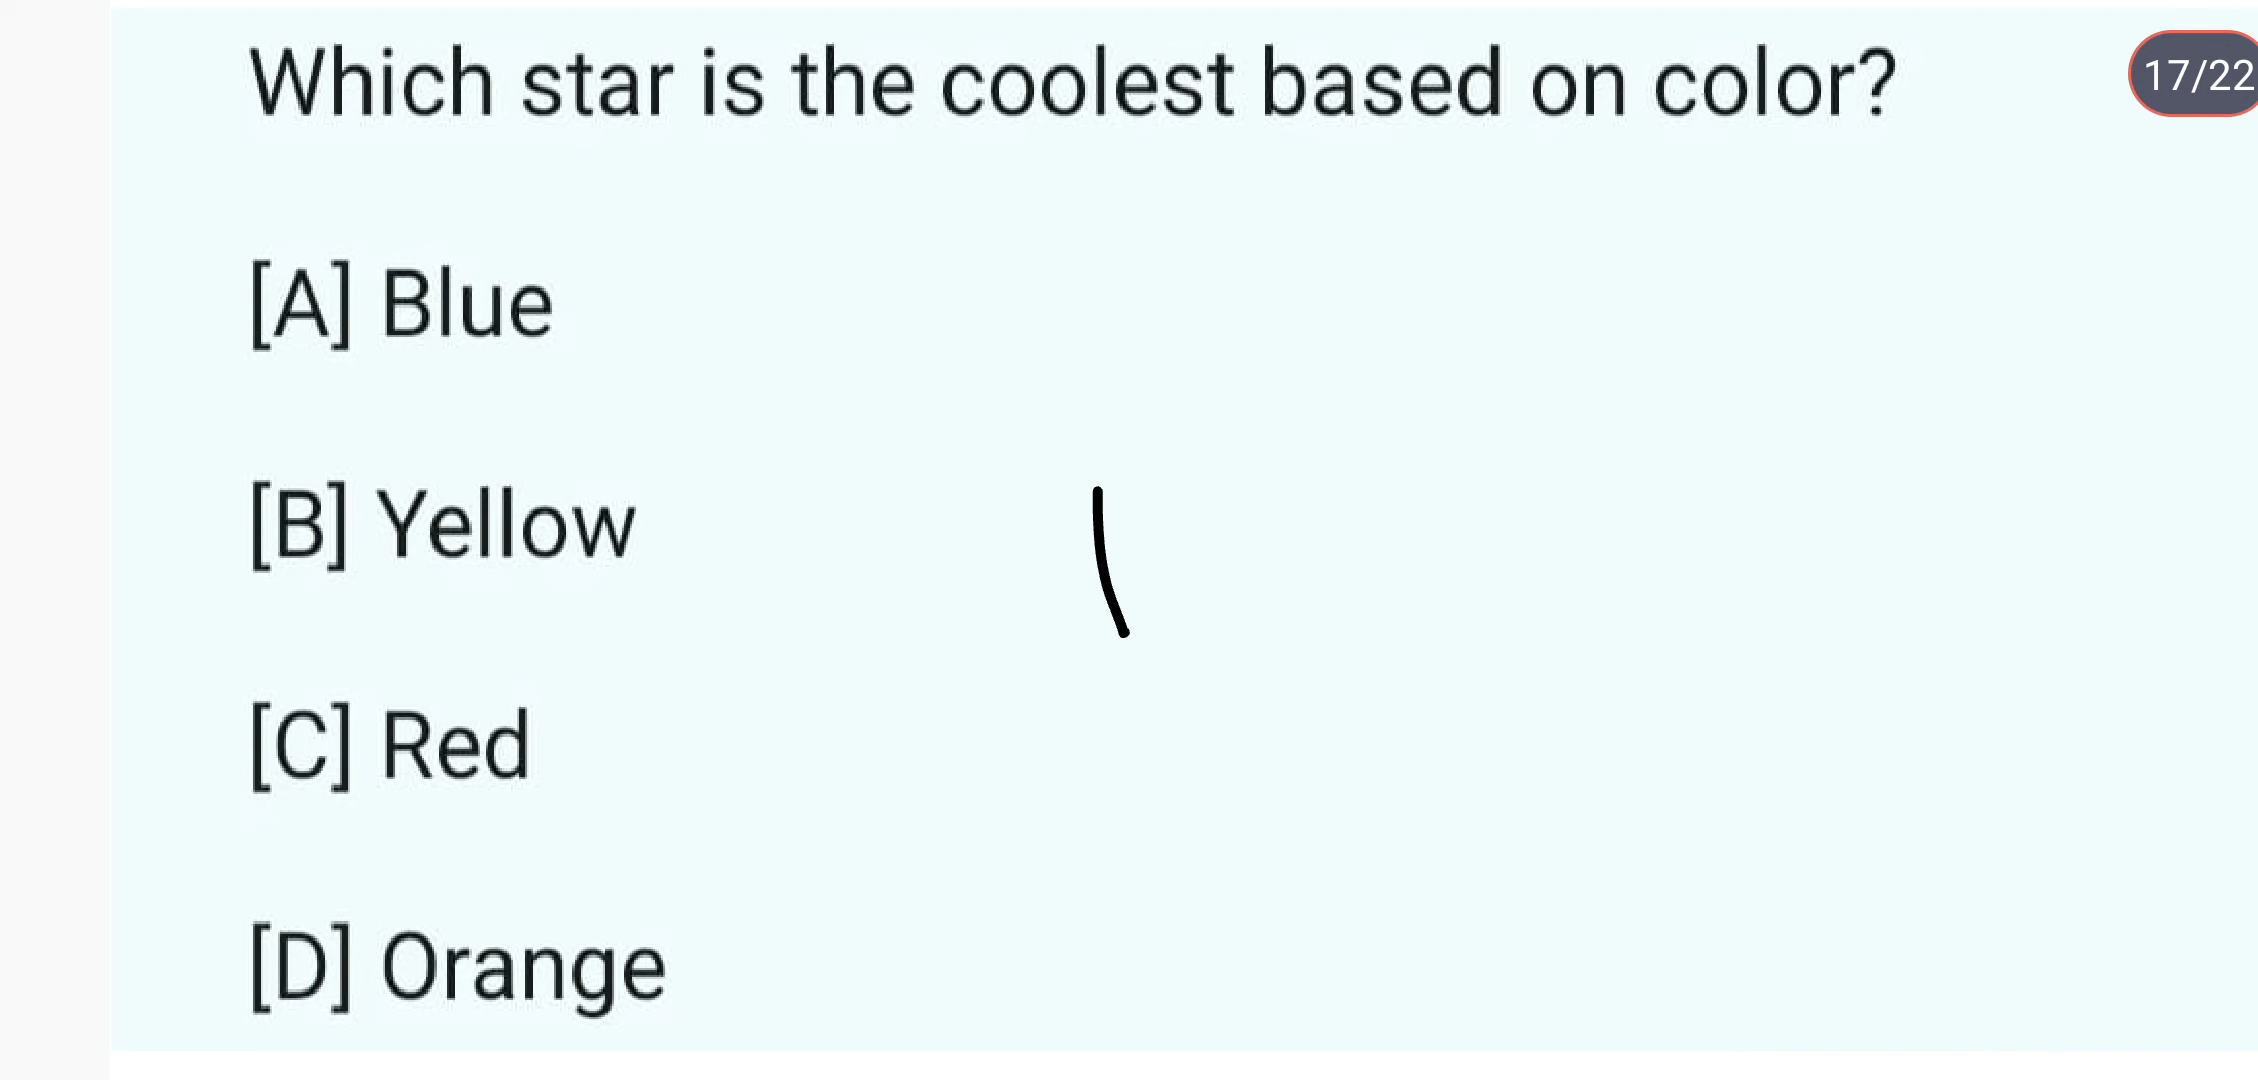 Which star is the coolest based on color?
17/22
[A] Blue
[B] Yellow
[C] Red
[D] Orange